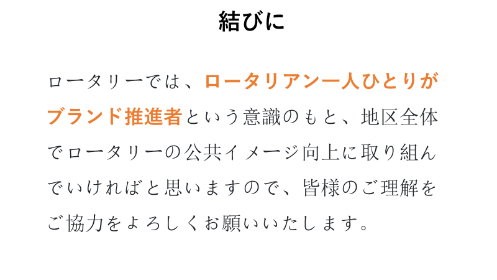 結びに
ロータリーでは、ロータリアン一人ひとりが
ブランド推進者という意識のもと、地区全体
でロータリーの公共イメージ向上に取り組ん
でいければと思いますので、皆様のご理解を
ご協力をよろしくお願いいたします。